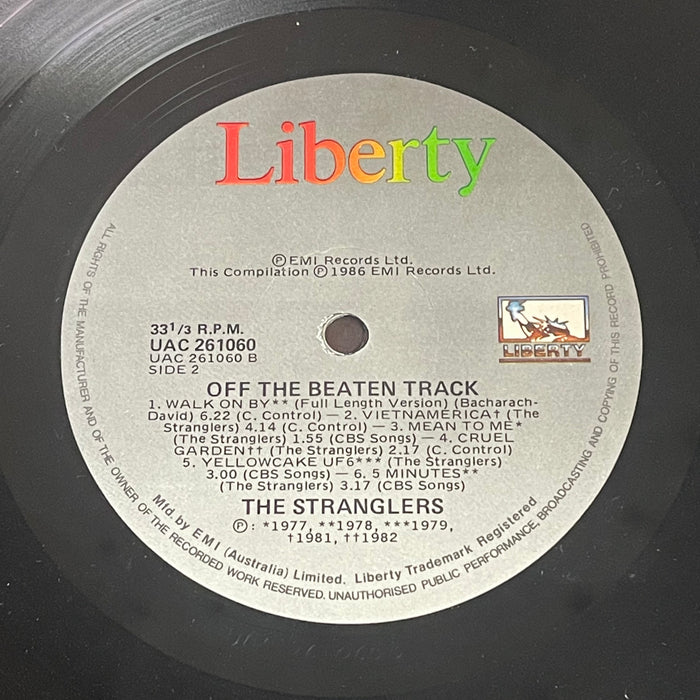 Liberty
ⓅEMI Records Ltd.
This Compilation Ⓟ1986 EMI Records Ltd.
33 1/3 R.P.M.
UAC 261060
UAC 261060 B
SIDE 2
LIBERTY
OFF THE BEATEN TRACK
1. WALK ON BY** (Full Length Version) (Bacharach-
David) 6.22 (C. Control) — 2. VIETNAMERICA† (The
Stranglers) 4.14 (C. Control) — 3. MEAN TO ME*
(The Stranglers) 1.55 (CBS Songs) — 4. CRUEL
GARDEN†† (The Stranglers) 2.17 (C. Control)
5. YELLOWCAKE UF6*** (The Stranglers)
3.00 (CBS Songs) — 6. 5 MINUTES**
(The Stranglers) 3.17 (CBS Songs)
THE STRANGLERS
Ⓟ: *1977, **1978, ***1979,
†1981, ††1982
Mfd. by EMI (Australia) Limited. Liberty Trademark Registered
ALL RIGHTS OF THE MANUFACTURER AND OF THE OWNER OF THE RECORDED WORK RESERVED. UNAUTHORISED PUBLIC PERFORMANCE, BROADCASTING AND COPYING OF THIS RECORD PROHIBITED